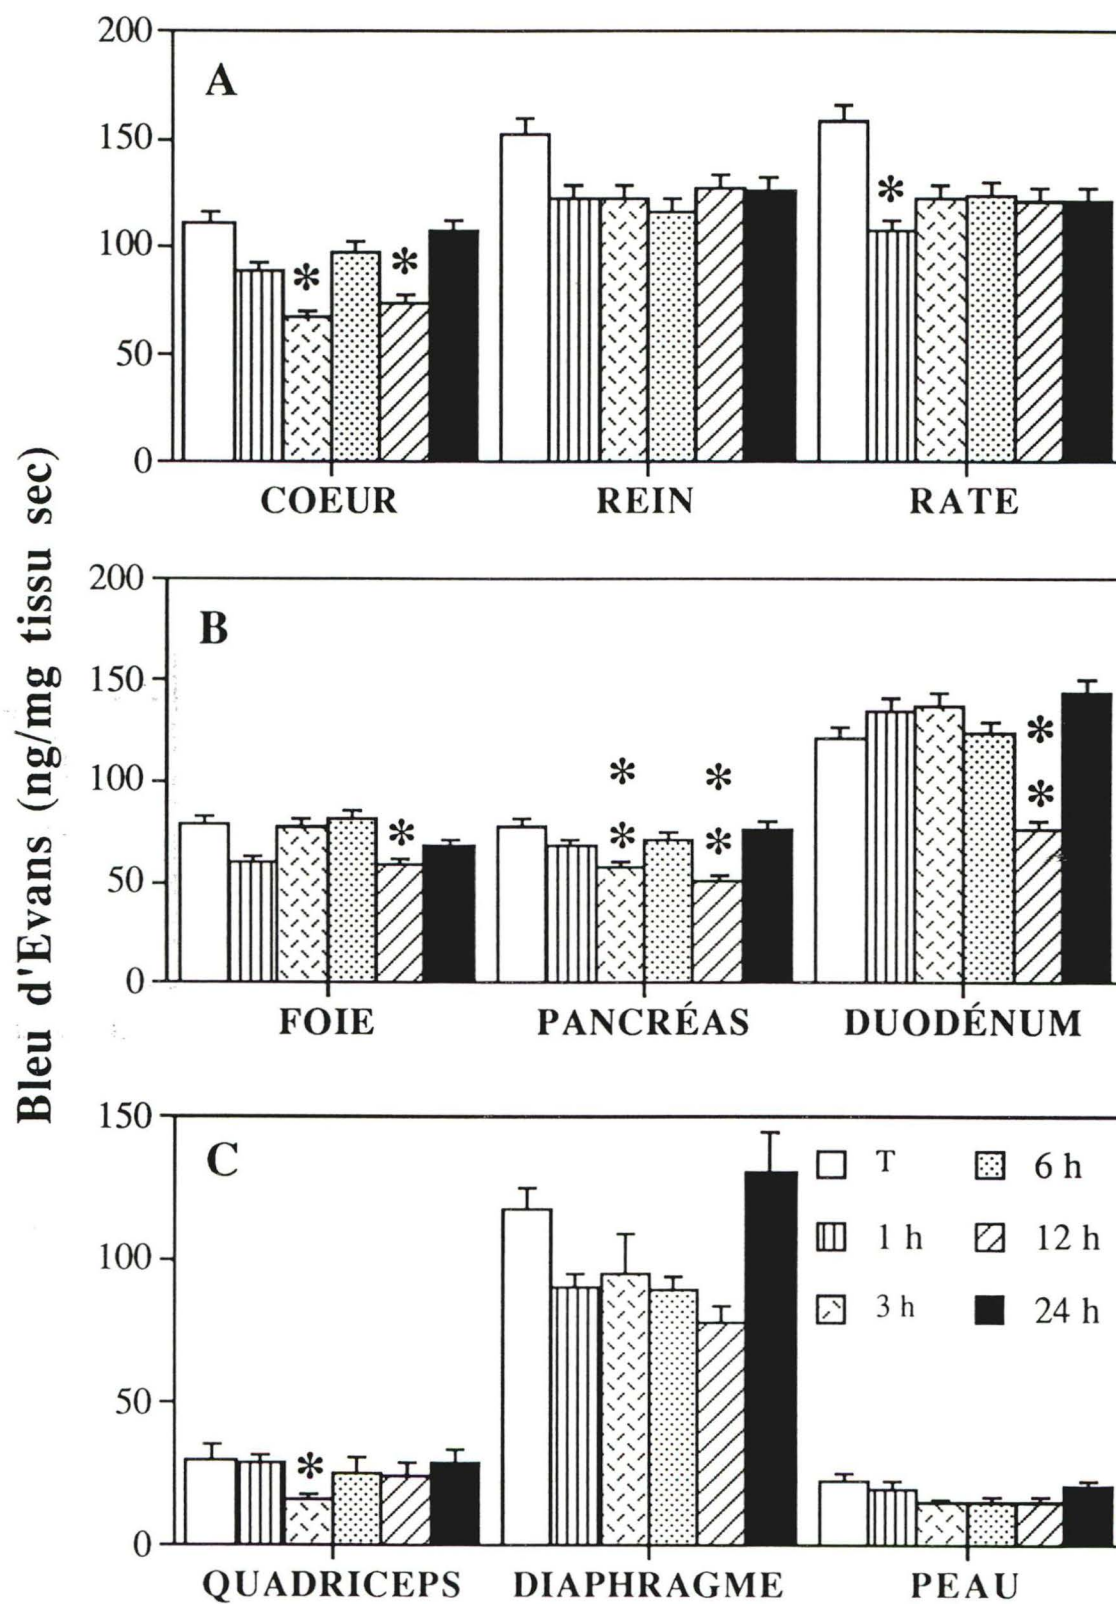 Bleu d'Evans (ng/mg tissu sec)
200
150
100
50
0
A
*
*
*
COEUR REIN RATE
200
150
100
50
0
B
*
* *
* *
*
*
FOIE PANCRÉAS DUODÉNUM
150
100
50
0
C
T 6 h
1 h 12 h
3 h 24 h
*
QUADRICEPS DIAPHRAGME PEAU